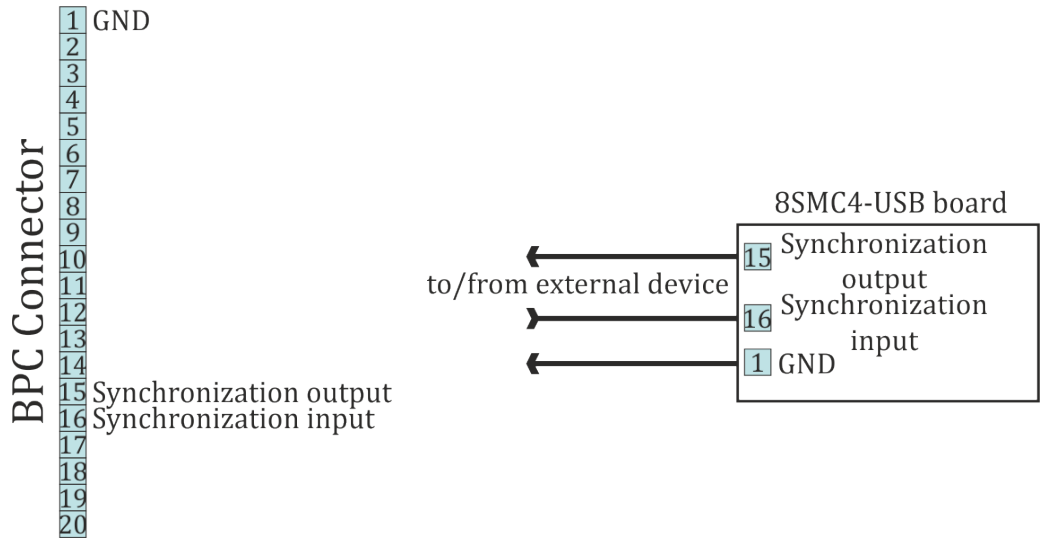 BPC Connector
1 GND
2
3
4
5
6
7
8
9
10
11
12
13
14
15 Synchronization output
16 Synchronization input
17
18
19
20
8SMC4-USB board
15 Synchronization
output
to/from external device
16 Synchronization
input
1 GND